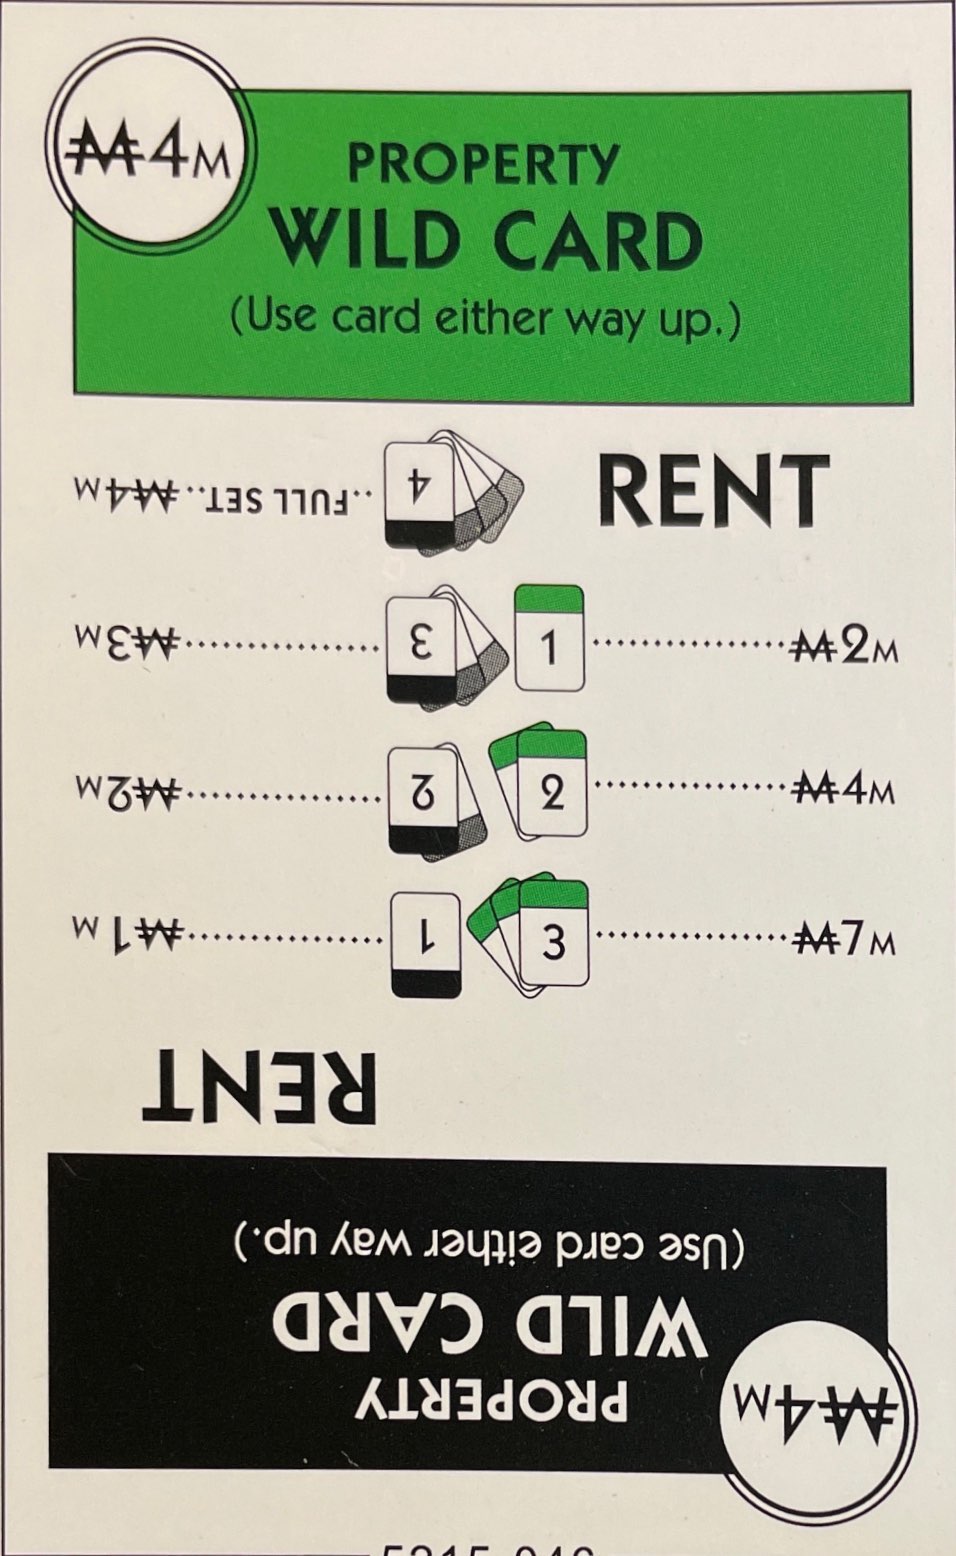 ₩4M
PROPERTY
WILD CARD
(Use card either way up.)
RENT
1 ............... ₩2M
2 ............... ₩4M
3 ............... ₩7M
₩4M
PROPERTY
WILD CARD
(Use card either way up.)
RENT
1 ............... ₩1M
2 ............... ₩2M
3 ............... ₩3M
4 ..FULL SET.. ₩4M